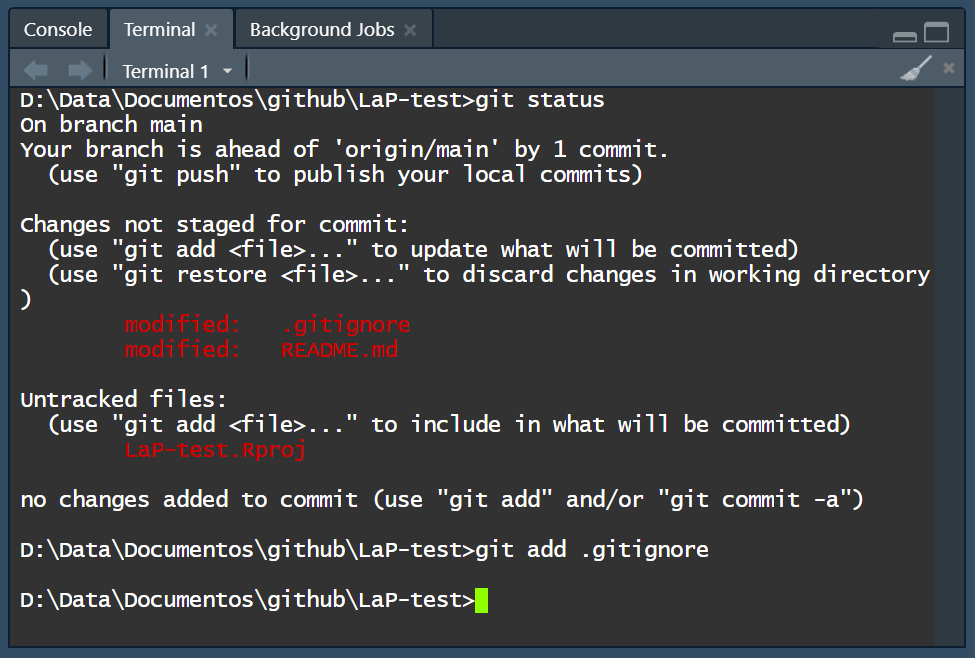 Console Terminal Background Jobs
Terminal 1
D:\Data\Documentos\github\LaP-test>git status
On branch main
Your branch is ahead of 'origin/main' by 1 commit.
  (use "git push" to publish your local commits)

Changes not staged for commit:
  (use "git add <file>..." to update what will be committed)
  (use "git restore <file>..." to discard changes in working directory
)
        modified:   .gitignore
        modified:   README.md

Untracked files:
  (use "git add <file>..." to include in what will be committed)
        LaP-test.Rproj

no changes added to commit (use "git add" and/or "git commit -a")

D:\Data\Documentos\github\LaP-test>git add .gitignore

D:\Data\Documentos\github\LaP-test>